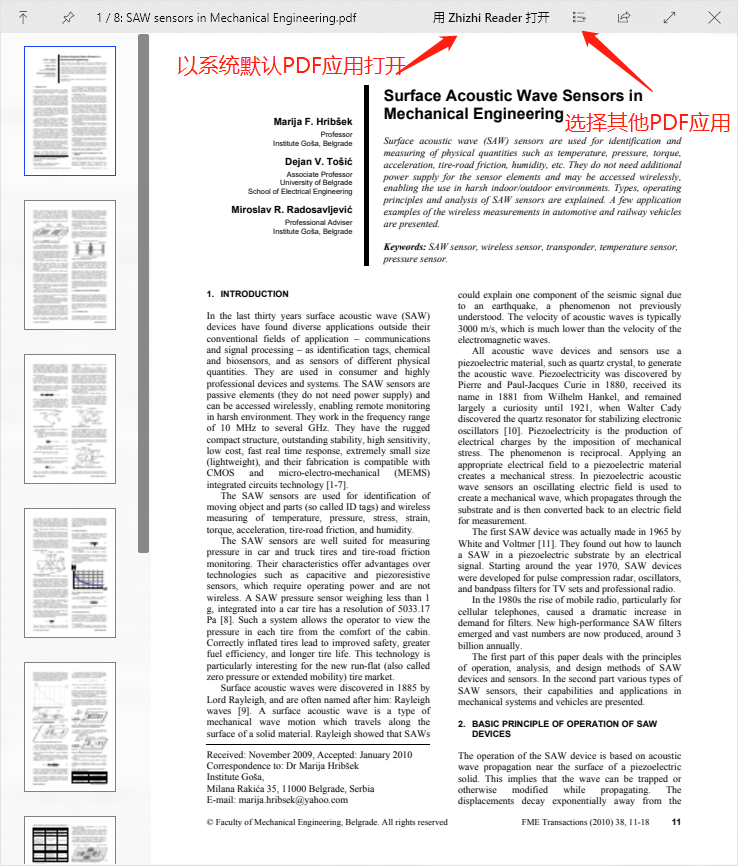 1 / 8: SAW sensors in Mechanical Engineering.pdf
用 Zhizhi Reader 打开
以系统默认PDF应用打开
选择其他PDF应用
Surface Acoustic Wave Sensors in
Mechanical Engineering
Marija F. Hribšek
Professor
Institute Goša, Belgrade
Dejan V. Tošić
Associate Professor
University of Belgrade
School of Electrical Engineering
Miroslav R. Radosavljević
Professional Adviser
Institute Goša, Belgrade
Surface acoustic wave (SAW) sensors are used for identification and
measuring of physical quantities such as temperature, pressure, torque,
acceleration, tire-road friction, humidity, etc. They do not need additional
power supply for the sensor elements and may be accessed wirelessly,
enabling the use in harsh indoor/outdoor environments. Types, operating
principles and analysis of SAW sensors are explained. A few application
examples of the wireless measurements in automotive and railway vehicles
are presented.
Keywords: SAW sensor, wireless sensor, transponder, temperature sensor,
pressure sensor.
1. INTRODUCTION
In the last thirty years surface acoustic wave (SAW)
devices have found diverse applications outside their
conventional fields of application – communications
and signal processing – as identification tags, chemical
and biosensors, and as sensors of different physical
quantities. They are used in consumer and highly
professional devices and systems. The SAW sensors are
passive elements (they do not need power supply) and
can be accessed wirelessly, enabling remote monitoring
in harsh environment. They work in the frequency range
of 10 MHz to several GHz. They have the rugged
compact structure, outstanding stability, high sensitivity,
low cost, fast real time response, extremely small size
(lightweight), and their fabrication is compatible with
CMOS and micro-electro-mechanical (MEMS)
integrated circuits technology [1-7].
The SAW sensors are used for identification of
moving object and parts (so called ID tags) and wireless
measuring of temperature, pressure, stress, strain,
torque, acceleration, tire-road friction, and humidity.
The SAW sensors are well suited for measuring
pressure in car and truck tires and tire-road friction
monitoring. Their characteristics offer advantages over
technologies such as capacitive and piezoresistive
sensors, which require operating power and are not
wireless. A SAW pressure sensor weighing less than 1
g, integrated into a car tire has a resolution of 5033.17
Pa [8]. Such a system allows the operator to view the
pressure in each tire from the comfort of the cabin.
Correctly inflated tires lead to improved safety, greater
fuel efficiency, and longer tire life. This technology is
particularly interesting for the new run-flat (also called
zero pressure or extended mobility) tire market.
Surface acoustic waves were discovered in 1885 by
Lord Rayleigh, and are often named after him: Rayleigh
waves [9]. A surface acoustic wave is a type of
mechanical wave motion which travels along the
surface of a solid material. Rayleigh showed that SAWs
Received: November 2009, Accepted: January 2010
Correspondence to: Dr Marija Hribšek
Institute Goša,
Milana Rakića 35, 11000 Belgrade, Serbia
E-mail: marija.hribsek@yahoo.com
could explain one component of the seismic signal due
to an earthquake, a phenomenon not previously
understood. The velocity of acoustic waves is typically
3000 m/s, which is much lower than the velocity of the
electromagnetic waves.
All acoustic wave devices and sensors use a
piezoelectric material, such as quartz crystal, to generate
the acoustic wave. Piezoelectricity was discovered by
Pierre and Paul-Jacques Curie in 1880, received its
name in 1881 from Wilhelm Hankel, and remained
largely a curiosity until 1921, when Walter Cady
discovered the quartz resonator for stabilizing electronic
oscillators [10]. Piezoelectricity is the production of
electrical charges by the imposition of mechanical
stress. The phenomenon is reciprocal. Applying an
appropriate electrical field to a piezoelectric material
creates a mechanical stress. In piezoelectric acoustic
wave sensors an oscillating electric field is used to
create a mechanical wave, which propagates through the
substrate and is then converted back to an electric field
for measurement.
The first SAW device was actually made in 1965 by
White and Voltmer [11]. They found out how to launch
a SAW in a piezoelectric substrate by an electrical
signal. Starting around the year 1970, SAW devices
were developed for pulse compression radar, oscillators,
and bandpass filters for TV sets and professional radio.
In the 1980s the rise of mobile radio, particularly for
cellular telephones, caused a dramatic increase in
demand for filters. New high-performance SAW filters
emerged and vast numbers are now produced, around 3
billion annually.
The first part of this paper deals with the principles
of operation, analysis, and design methods of SAW
devices and sensors. In the second part various types of
SAW sensors, their capabilities and applications in
mechanical systems and vehicles are presented.
2. BASIC PRINCIPLE OF OPERATION OF SAW
DEVICES
The operation of the SAW device is based on acoustic
wave propagation near the surface of a piezoelectric
solid. This implies that the wave can be trapped or
otherwise modified while propagating. The
displacements decay exponentially away from the
© Faculty of Mechanical Engineering, Belgrade. All rights reserved
FME Transactions (2010) 38, 11-18 11